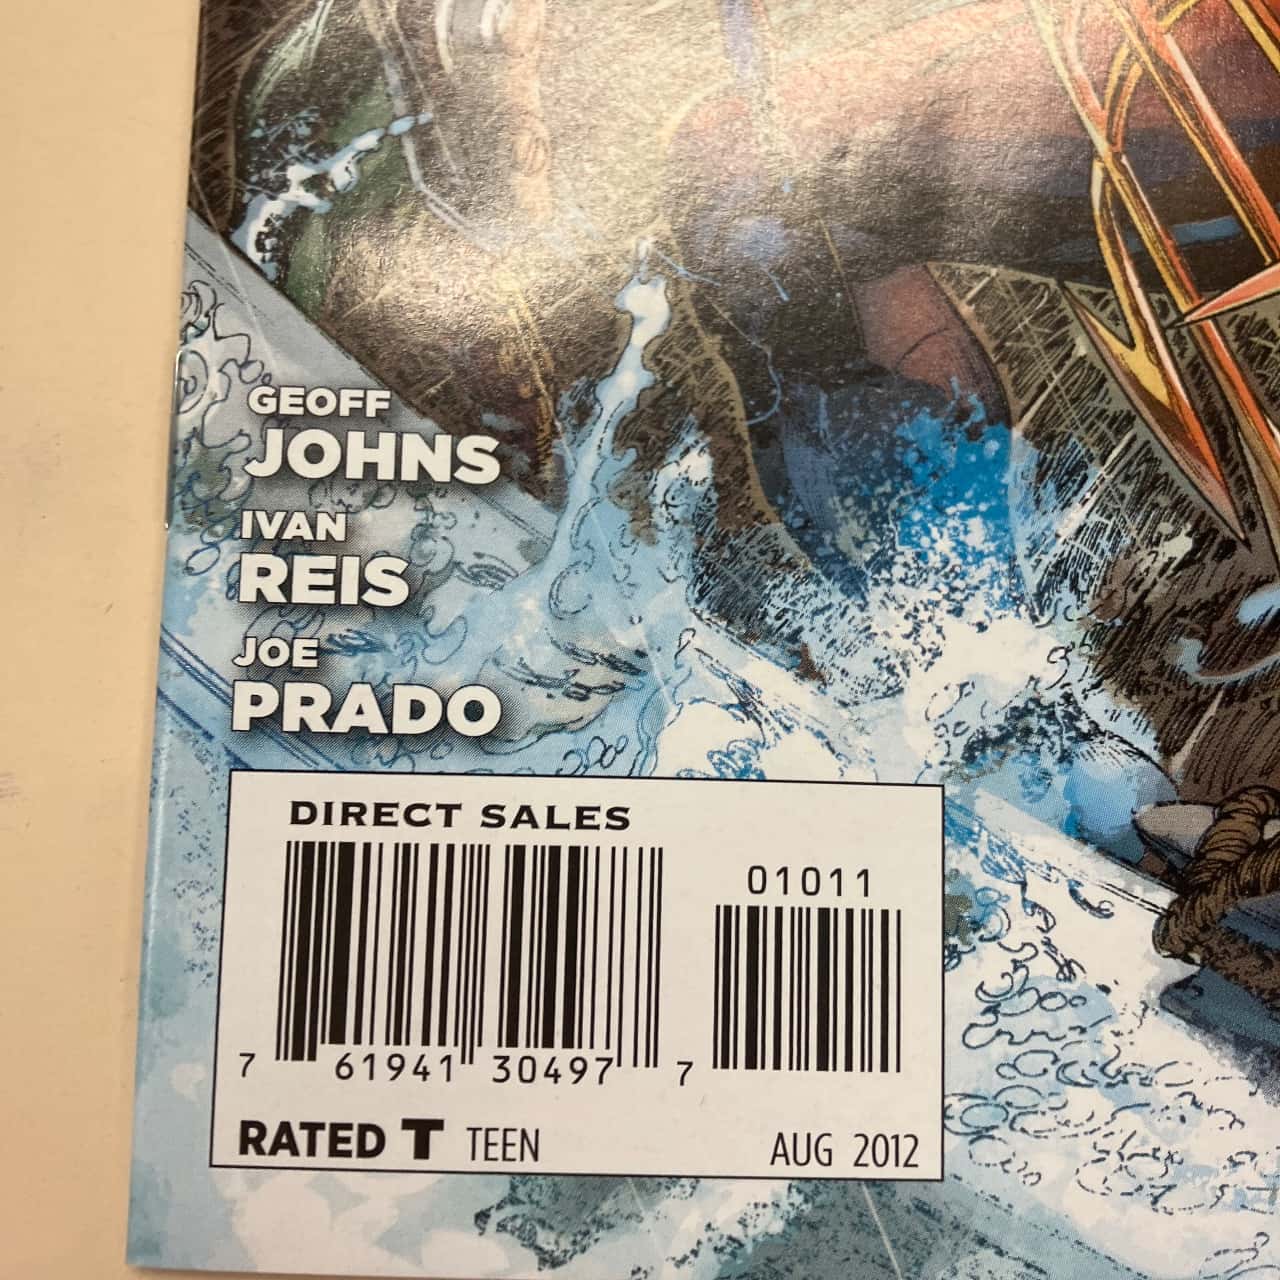 GEOFF
JOHNS
IVAN
REIS
JOE
PRADO
DIRECT SALES
01011
7 61941 30497 7
RATED T TEEN AUG 2012